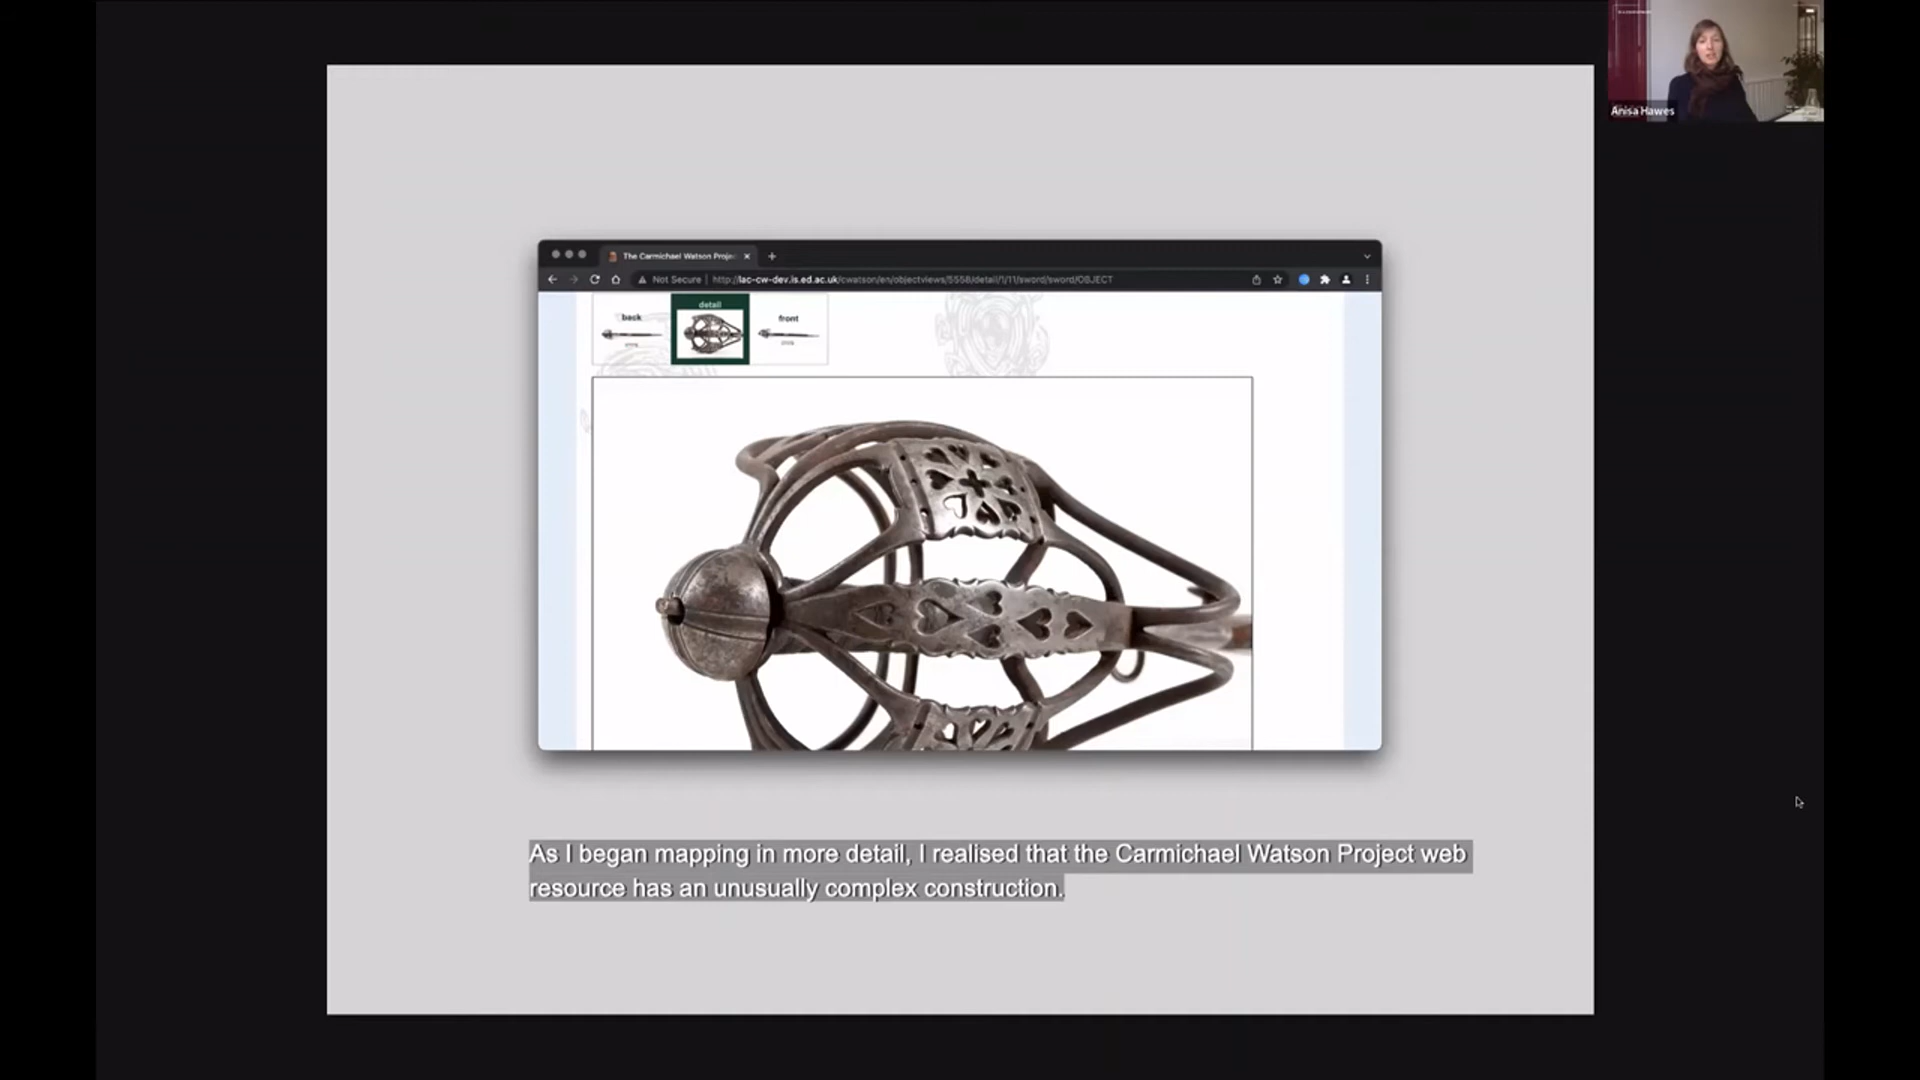 Anisa Hawes
The Carmichael Watson Projec
Not Secure | http://lac-cw-dev.is.ed.ac.uk/cwatson/en/objectviews/5558/detail/1/11/sword/sword/OBJECT
back
detail
front
As I began mapping in more detail, I realised that the Carmichael Watson Project web
resource has an unusually complex construction.